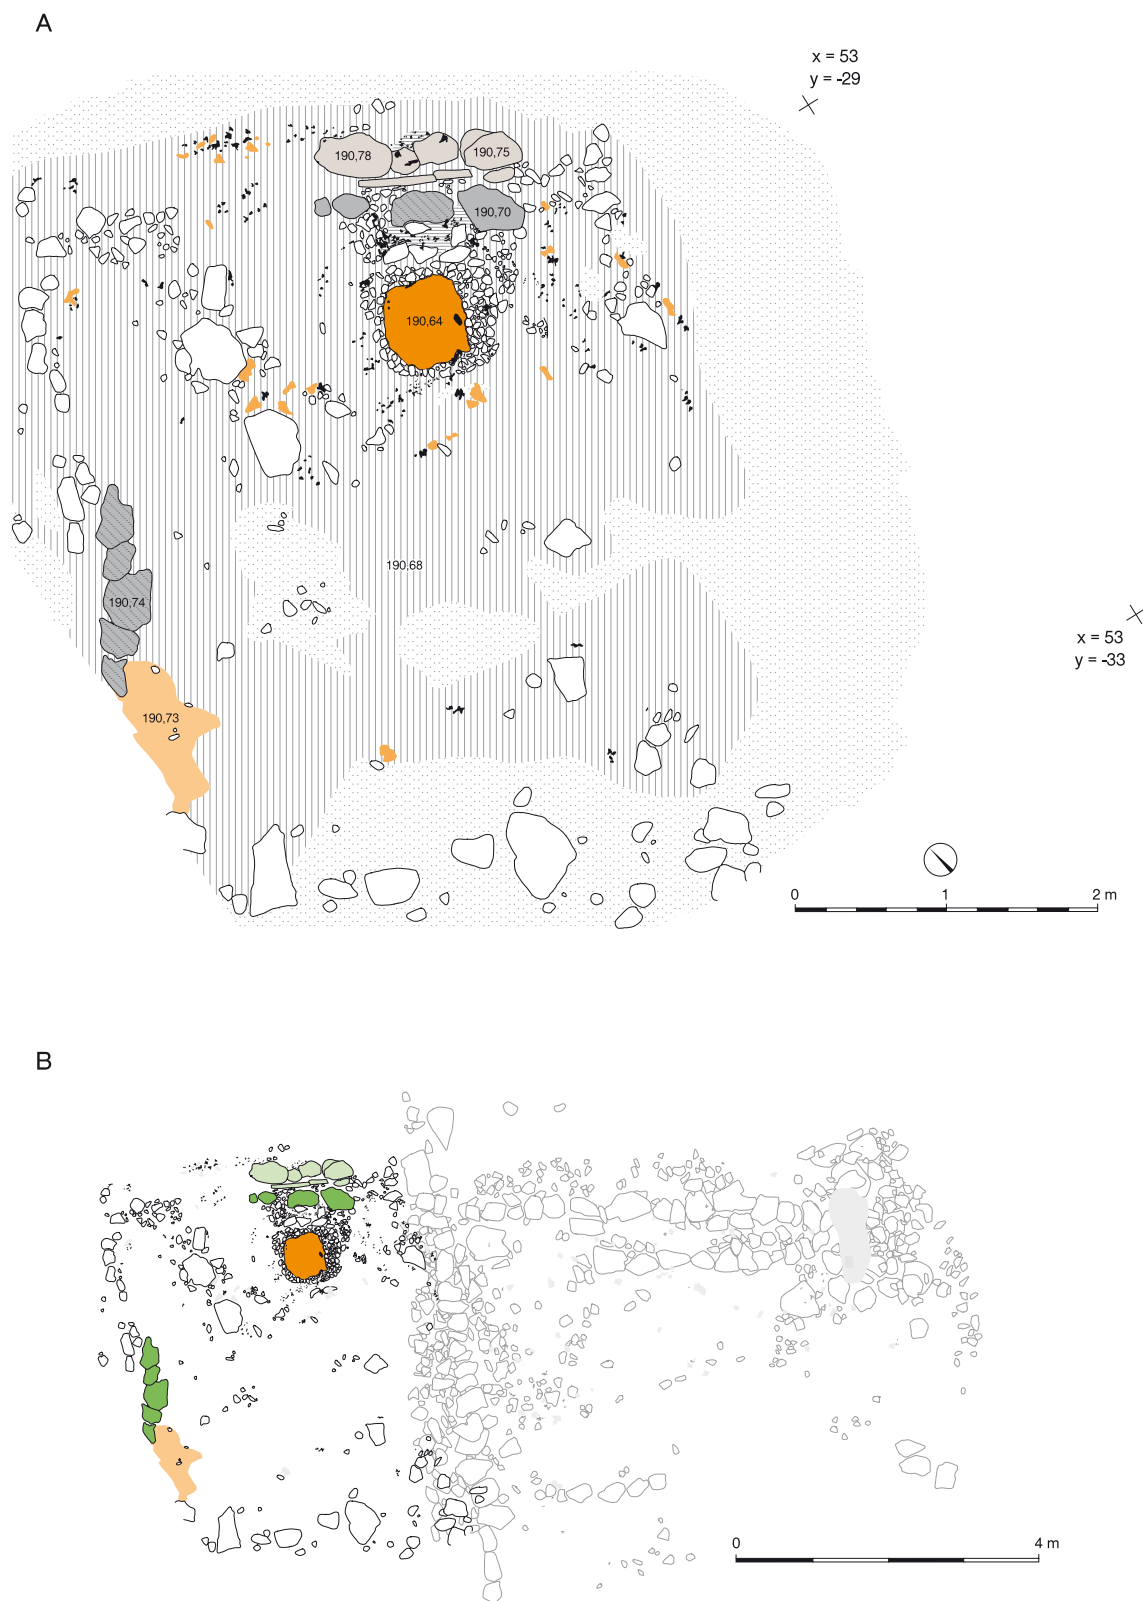 A
x = 53
y = -29
190,78
190,75
190,70
190,64
190,68
190,74
x = 53
y = -33
190,73
0
1
2 m
B
0
4 m